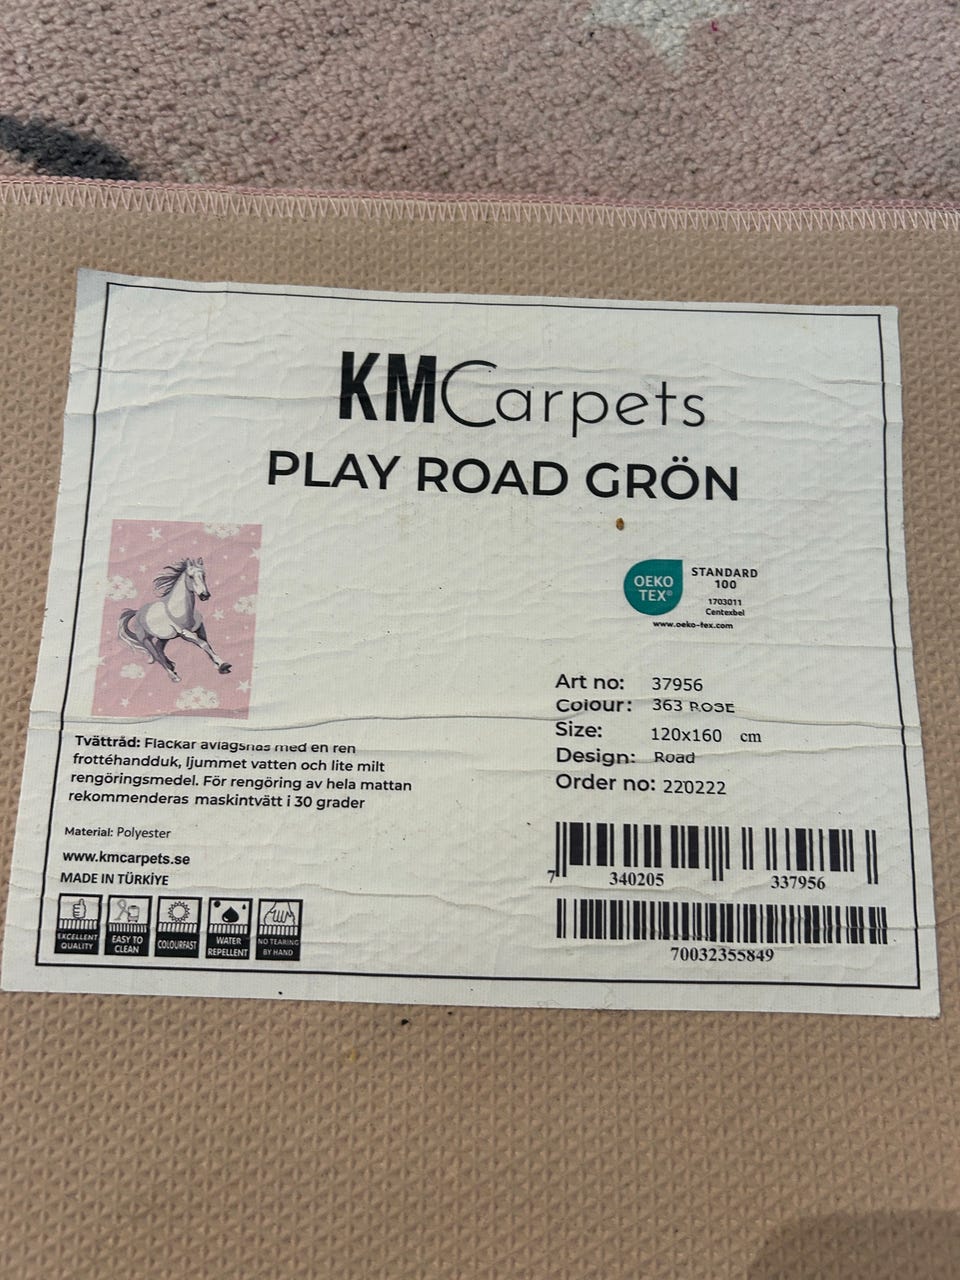 KMCarpets
PLAY ROAD GRÖN
OEKO
TEX®
STANDARD
100
1703011
Centexbel
www.oeko-tex.com
Art no: 37956
Colour: 363 ROSE
Size: 120x160 cm
Design: Road
Order no: 220222
Tvättråd: Fläckar avlägsnas med en ren
frottéhandduk, ljummet vatten och lite milt
rengöringsmedel. För rengöring av hela mattan
rekommenderas maskintvätt i 30 grader
Material: Polyester
www.kmcarpets.se
MADE IN TÜRKİYE
EXCELLENT
QUALITY
EASY TO
CLEAN
COLOURFAST
WATER
REPELLENT
NO TEARING
BY HAND
7 340205 337956
70032355849